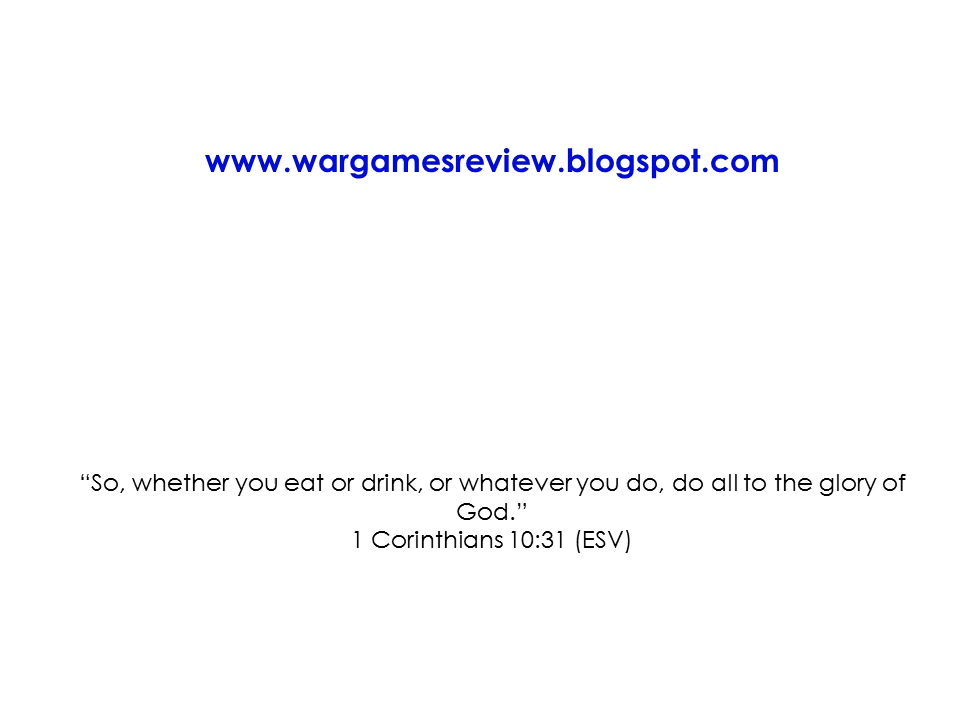 www.wargamesreview.blogspot.com
“So, whether you eat or drink, or whatever you do, do all to the glory of
God.”
1 Corinthians 10:31 (ESV)